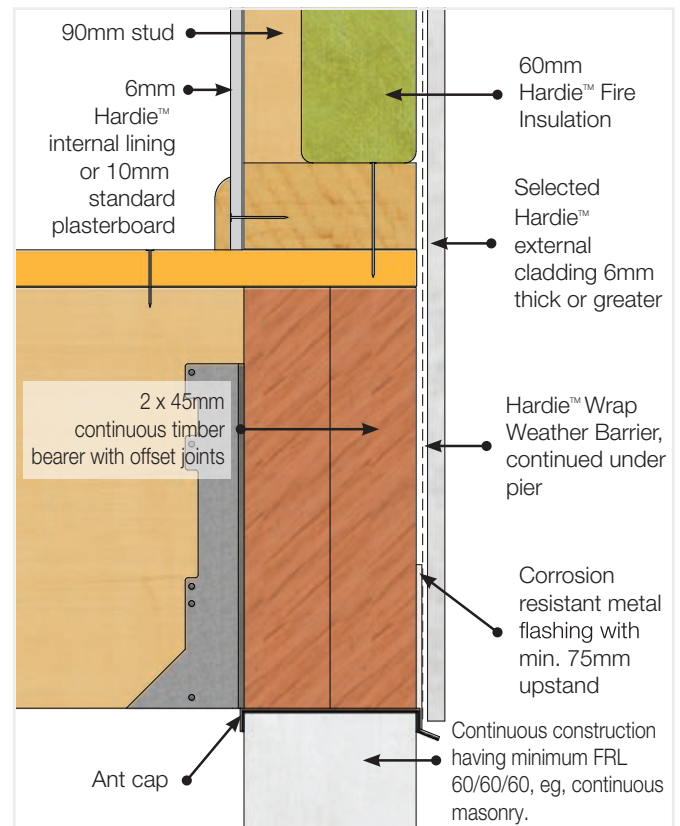 90mm stud
6mm
Hardie™
internal lining
or 10mm
standard
plasterboard
60mm
Hardie™ Fire
Insulation
Selected
Hardie™
external
cladding 6mm
thick or greater
2 x 45mm
continuous timber
bearer with offset joints
Hardie™ Wrap
Weather Barrier,
continued under
pier
Corrosion
resistant metal
flashing with
min. 75mm
upstand
Ant cap
Continuous construction
having minimum FRL
60/60/60, eg, continuous
masonry.